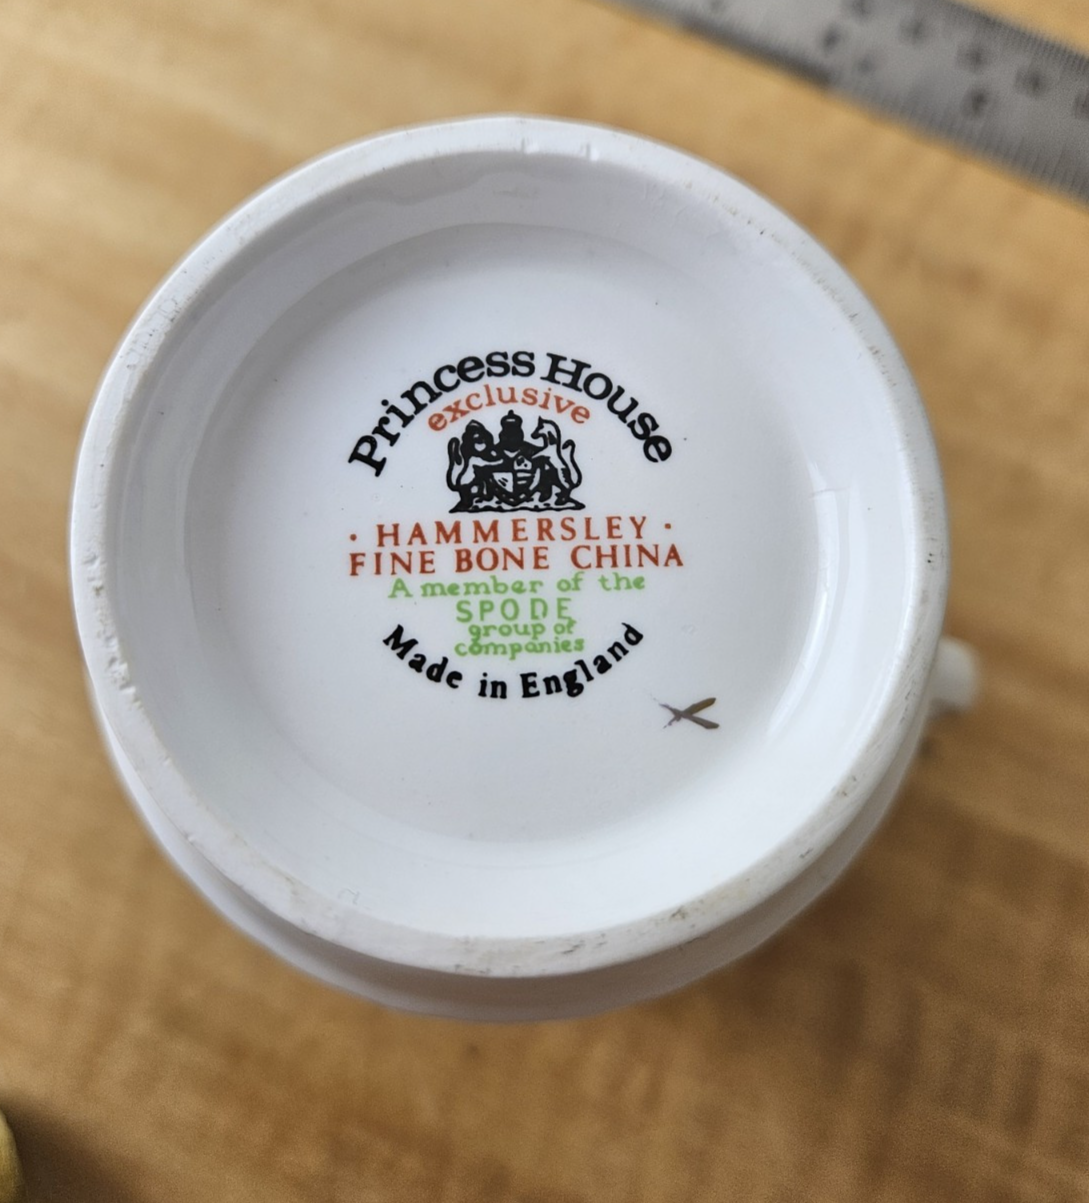 Princess House
exclusive
· HAMMERSLEY ·
FINE BONE CHINA
A member of the
SPODE
group of
companies
Made in England